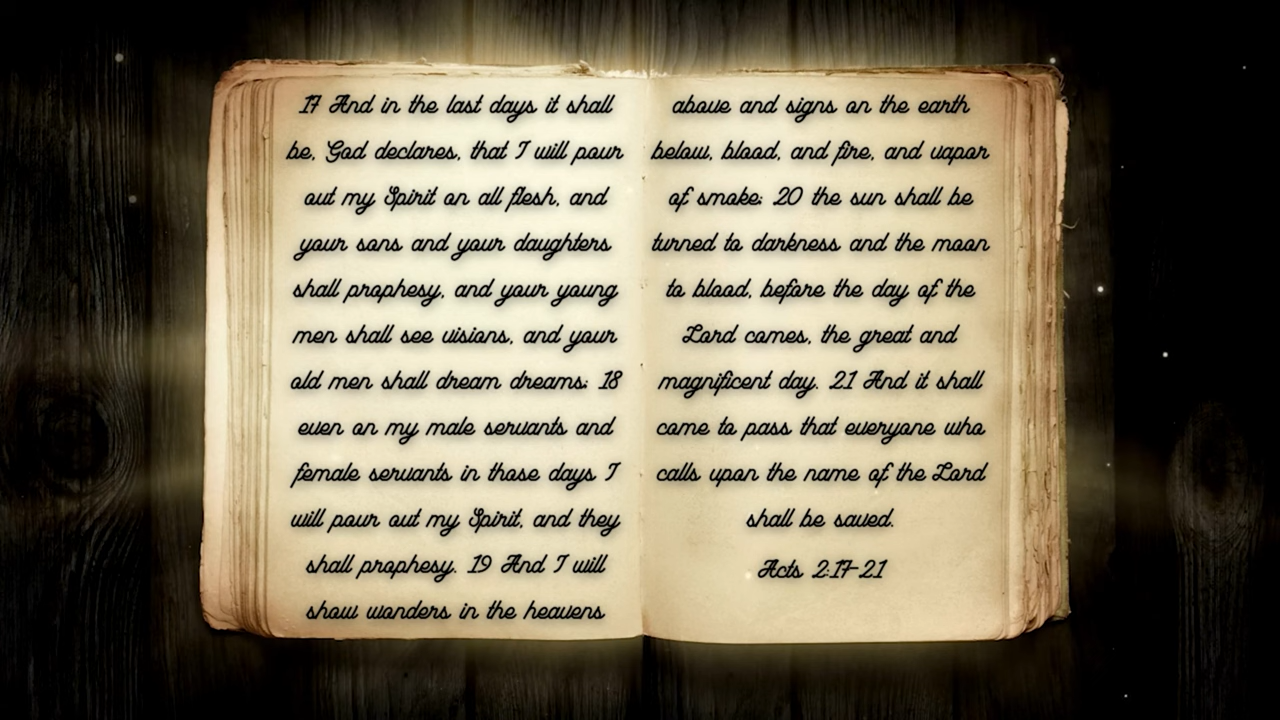 17 And in the last days it shall
be, God declares, that I will pour
out my Spirit on all flesh, and
your sons and your daughters
shall prophesy, and your young
men shall see visions, and your
old men shall dream dreams; 18
even on my male servants and
female servants in those days I
will pour out my Spirit, and they
shall prophesy. 19 And I will
show wonders in the heavens
above and signs on the earth
below, blood, and fire, and vapor
of smoke; 20 the sun shall be
turned to darkness and the moon
to blood, before the day of the
Lord comes, the great and
magnificent day. 21 And it shall
come to pass that everyone who
calls upon the name of the Lord
shall be saved.
Acts 2:17-21